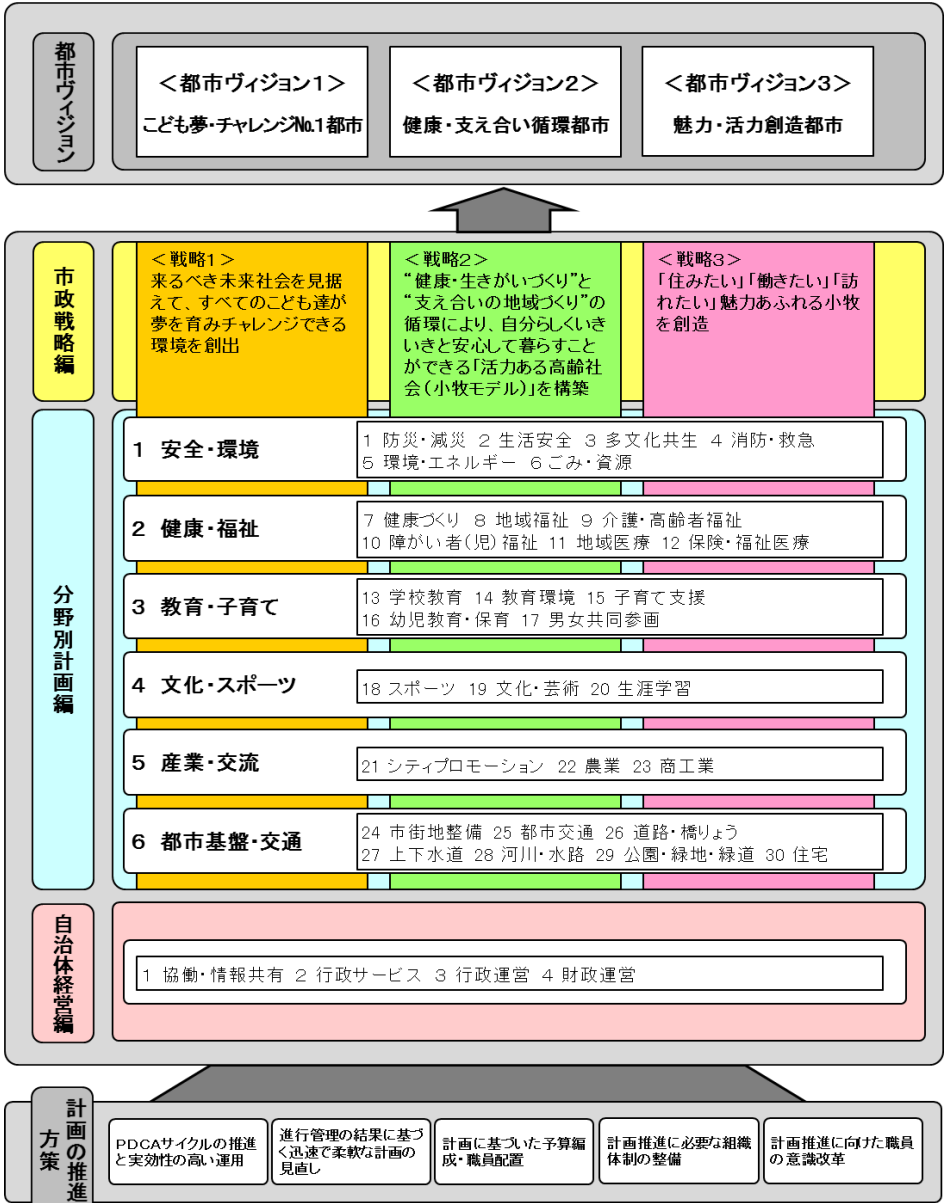 都市ヴィジョン
＜都市ヴィジョン1＞
こども夢・チャレンジNo.1都市
＜都市ヴィジョン2＞
健康・支え合い循環都市
＜都市ヴィジョン3＞
魅力・活力創造都市
市政戦略編
＜戦略1＞
来るべき未来社会を見据
えて、すべてのこども達が
夢を育みチャレンジできる
環境を創出
＜戦略2＞
“健康・生きがいづくり”と
“支え合いの地域づくり”の
循環により、自分らしくいき
いきと安心して暮らすこと
ができる「活力ある高齢社
会（小牧モデル）」を構築
＜戦略3＞
「住みたい」「働きたい」「訪
れたい」魅力あふれる小牧
を創造
分野別計画編
1 安全・環境
1 防災・減災 2 生活安全 3 多文化共生 4 消防・救急
5 環境・エネルギー 6 ごみ・資源
2 健康・福祉
7 健康づくり 8 地域福祉 9 介護・高齢者福祉
10 障がい者（児）福祉 11 地域医療 12 保険・福祉医療
3 教育・子育て
13 学校教育 14 教育環境 15 子育て支援
16 幼児教育・保育 17 男女共同参画
4 文化・スポーツ
18 スポーツ 19 文化・芸術 20 生涯学習
5 産業・交流
21 シティプロモーション 22 農業 23 商工業
6 都市基盤・交通
24 市街地整備 25 都市交通 26 道路・橋りょう
27 上下水道 28 河川・水路 29 公園・緑地・緑道 30 住宅
自治体経営編
1 協働・情報共有 2 行政サービス 3 行政運営 4 財政運営
計画の推進
方策
PDCAサイクルの推進
と実効性の高い運用
進行管理の結果に基づ
く迅速で柔軟な計画の
見直し
計画に基づいた予算編
成・職員配置
計画推進に必要な組織
体制の整備
計画推進に向けた職員
の意識改革